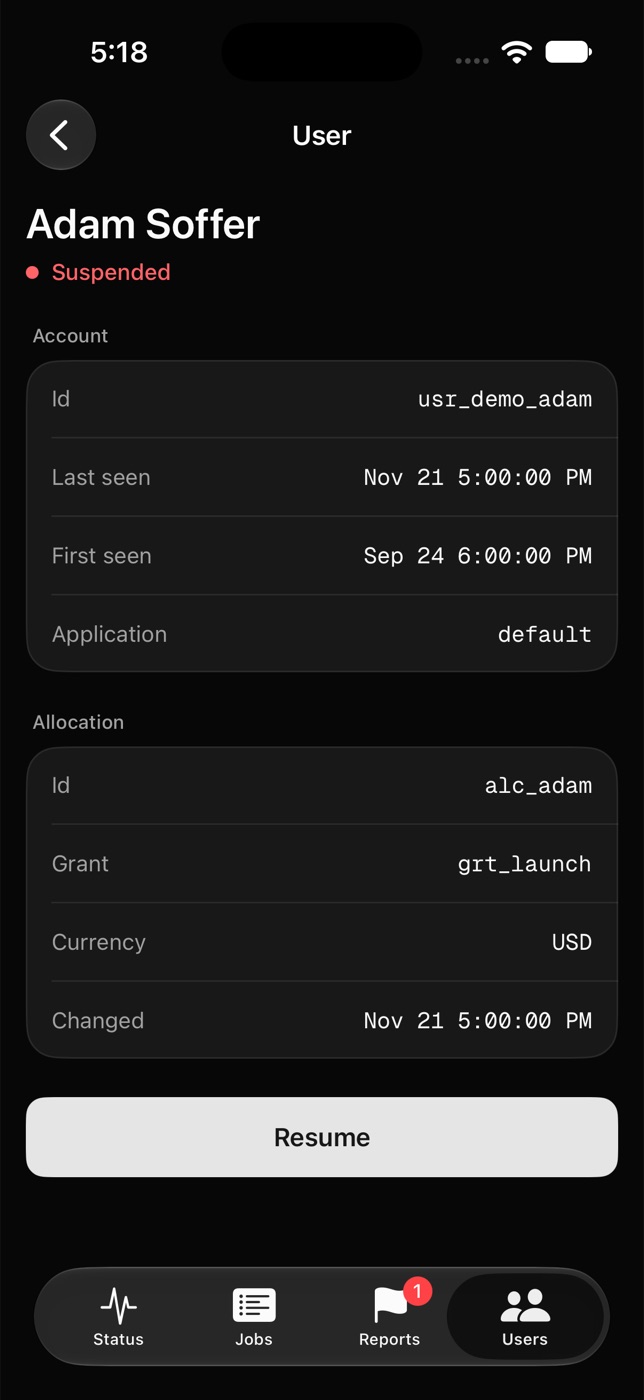 5:18
User
Adam Soffer
Suspended
Account
Id usr_demo_adam
Last seen Nov 21 5:00:00 PM
First seen Sep 24 6:00:00 PM
Application default
Allocation
Id alc_adam
Grant grt_launch
Currency USD
Changed Nov 21 5:00:00 PM
Resume
1
Status Jobs Reports Users